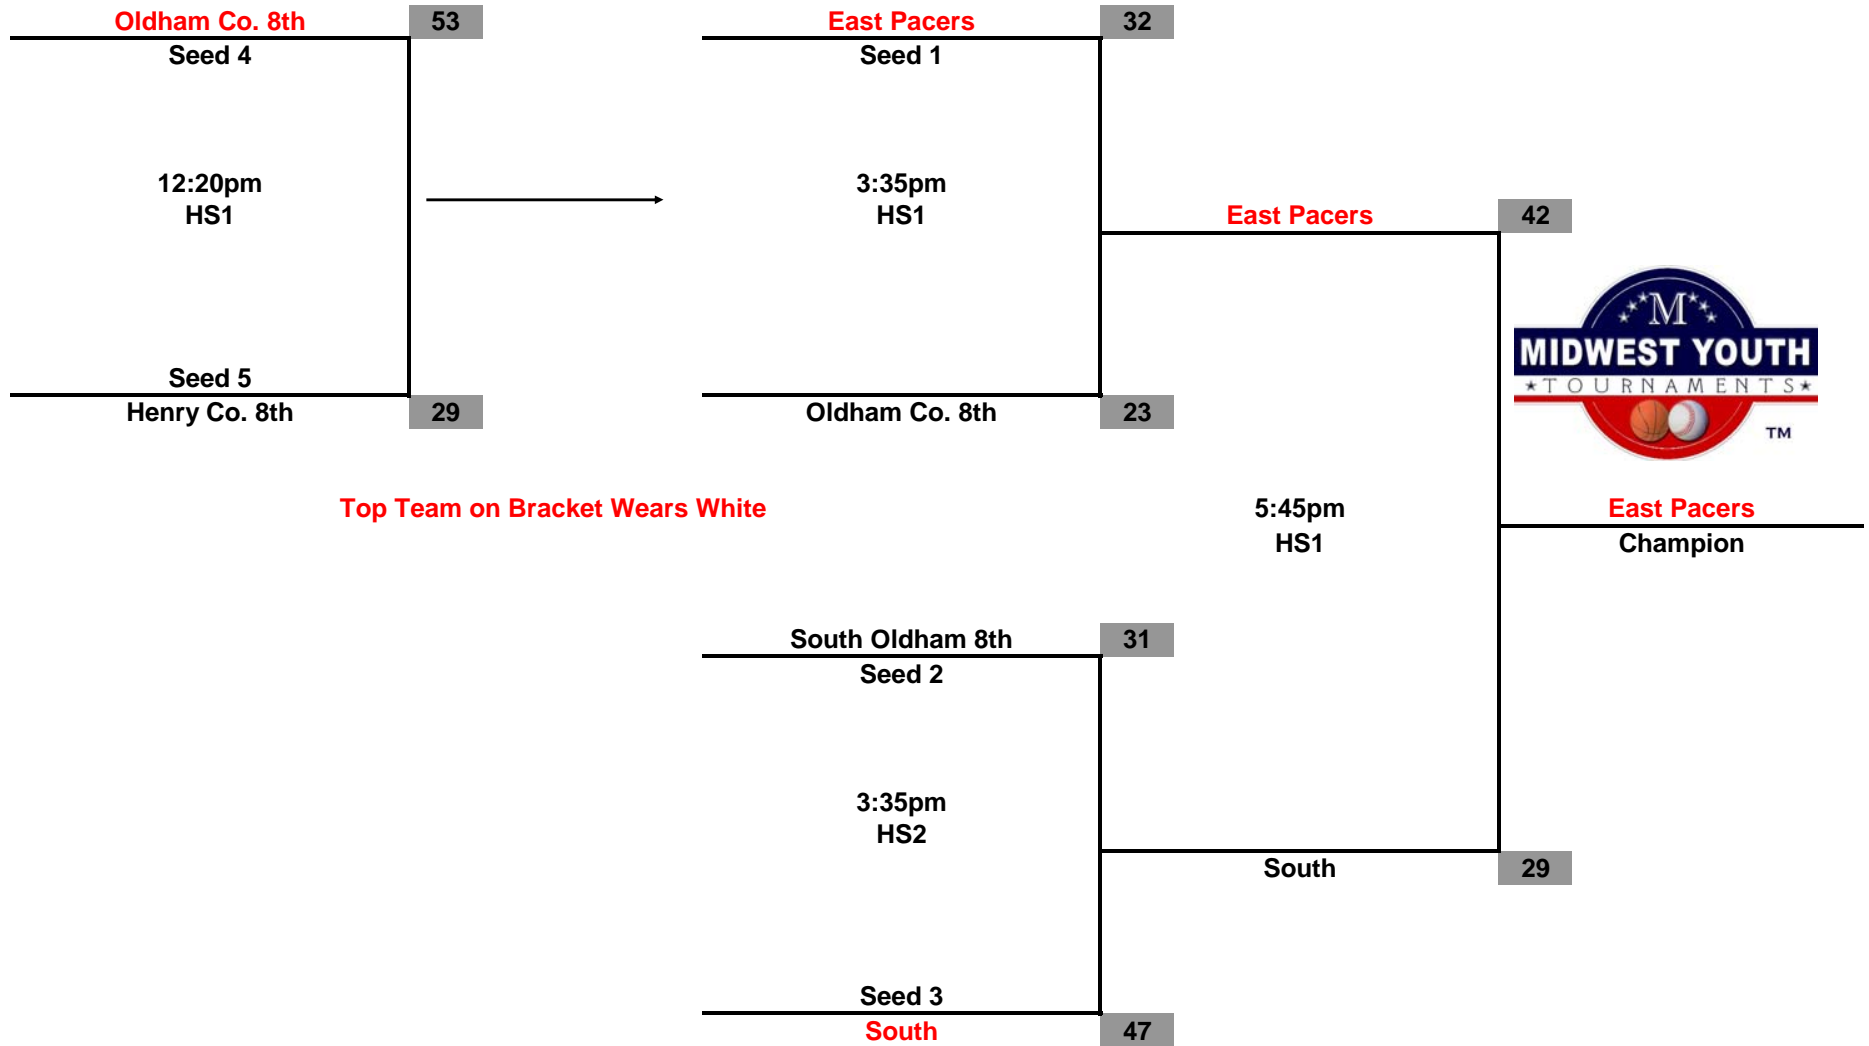 Oldham Co. 8th 53
Seed 4
12:20pm
HS1
Seed 5
Henry Co. 8th 29
East Pacers 32
Seed 1
3:35pm
HS1
Oldham Co. 8th 23
Top Team on Bracket Wears White
South Oldham 8th 31
Seed 2
3:35pm
HS2
Seed 3
South 47
East Pacers 42
5:45pm
HS1
South 29
M
MIDWEST YOUTH
★TOURNAMENTS★
TM
East Pacers
Champion